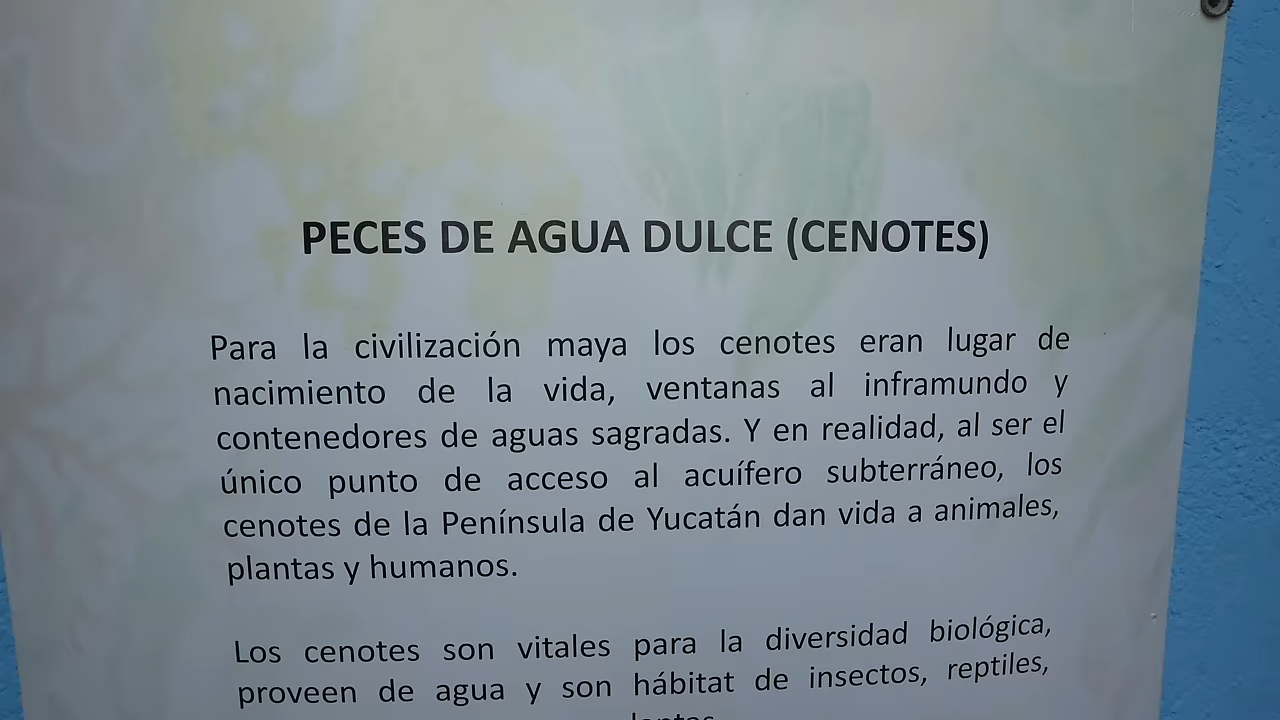 PECES DE AGUA DULCE (CENOTES)
Para la civilización maya los cenotes eran lugar de
nacimiento de la vida, ventanas al inframundo y
contenedores de aguas sagradas. Y en realidad, al ser el
único punto de acceso al acuífero subterráneo, los
cenotes de la Península de Yucatán dan vida a animales,
plantas y humanos.
Los cenotes son vitales para la diversidad biológica,
proveen de agua y son hábitat de insectos, reptiles,